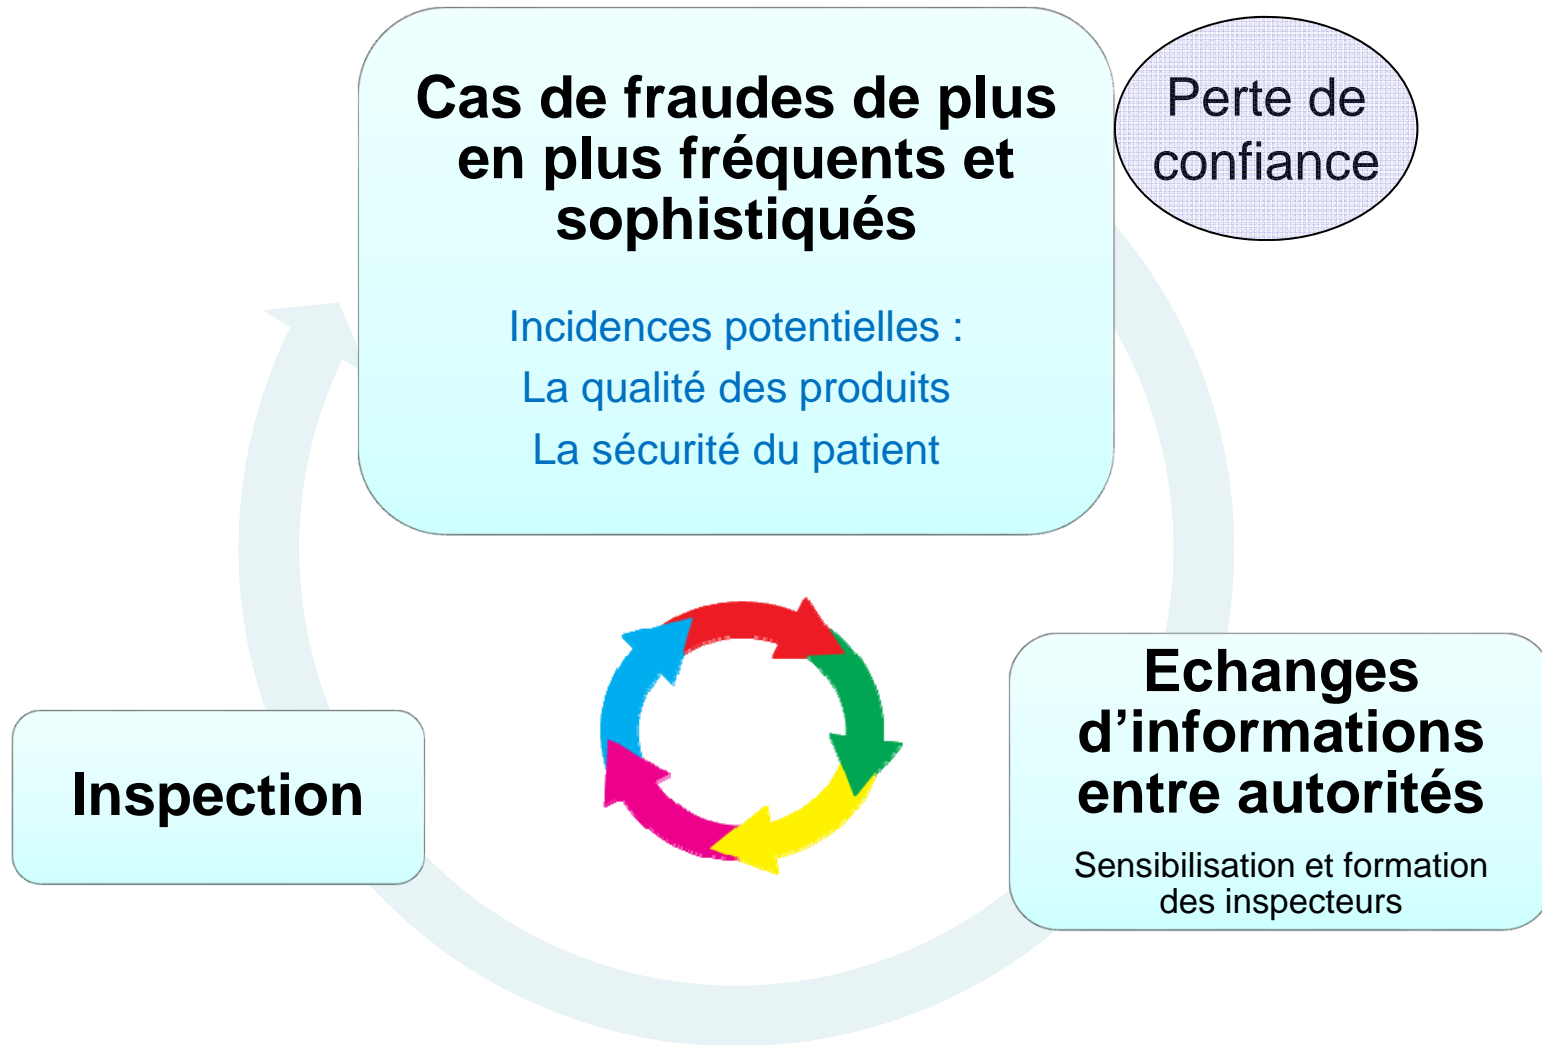 Cas de fraudes de plus
en plus fréquents et
sophistiqués
Incidences potentielles :
La qualité des produits
La sécurité du patient
Perte de
confiance
Echanges
d’informations
entre autorités
Sensibilisation et formation
des inspecteurs
Inspection